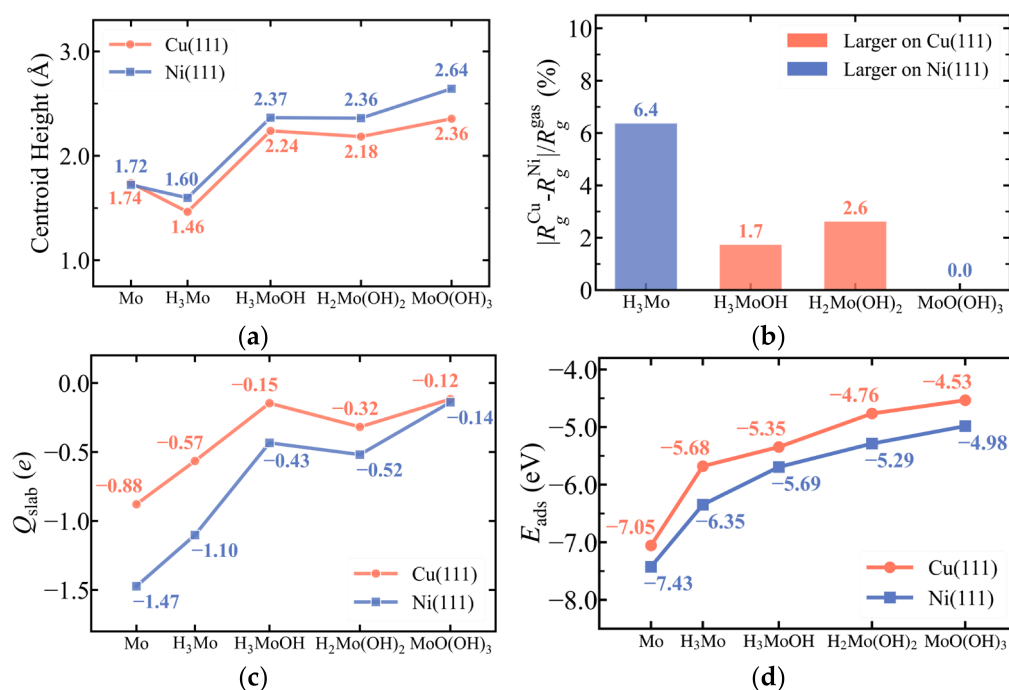 Centroid Height (Å)
3.0
2.0
1.0
Cu(111)
Ni(111)
1.72
1.74
1.60
1.46
2.37
2.24
2.36
2.18
2.64
2.36
Mo H₃Mo H₃MoOH H₂Mo(OH)₂ MoO(OH)₃
(a)
|R_g^Cu-R_g^Ni|/R_g^gas (%)
10
8
6
4
2
0
Larger on Cu(111)
Larger on Ni(111)
6.4
1.7
2.6
0.0
H₃Mo H₃MoOH H₂Mo(OH)₂ MoO(OH)₃
(b)
Q_slab (e)
0.0
−0.5
−1.0
−1.5
−0.88
−1.47
−0.57
−1.10
−0.15
−0.43
−0.32
−0.52
−0.12
−0.14
Cu(111)
Ni(111)
Mo H₃Mo H₃MoOH H₂Mo(OH)₂ MoO(OH)₃
(c)
E_ads (eV)
−4.0
−5.0
−6.0
−7.0
−8.0
−7.05
−7.43
−5.68
−6.35
−5.35
−5.69
−4.76
−5.29
−4.53
−4.98
Cu(111)
Ni(111)
Mo H₃Mo H₃MoOH H₂Mo(OH)₂ MoO(OH)₃
(d)